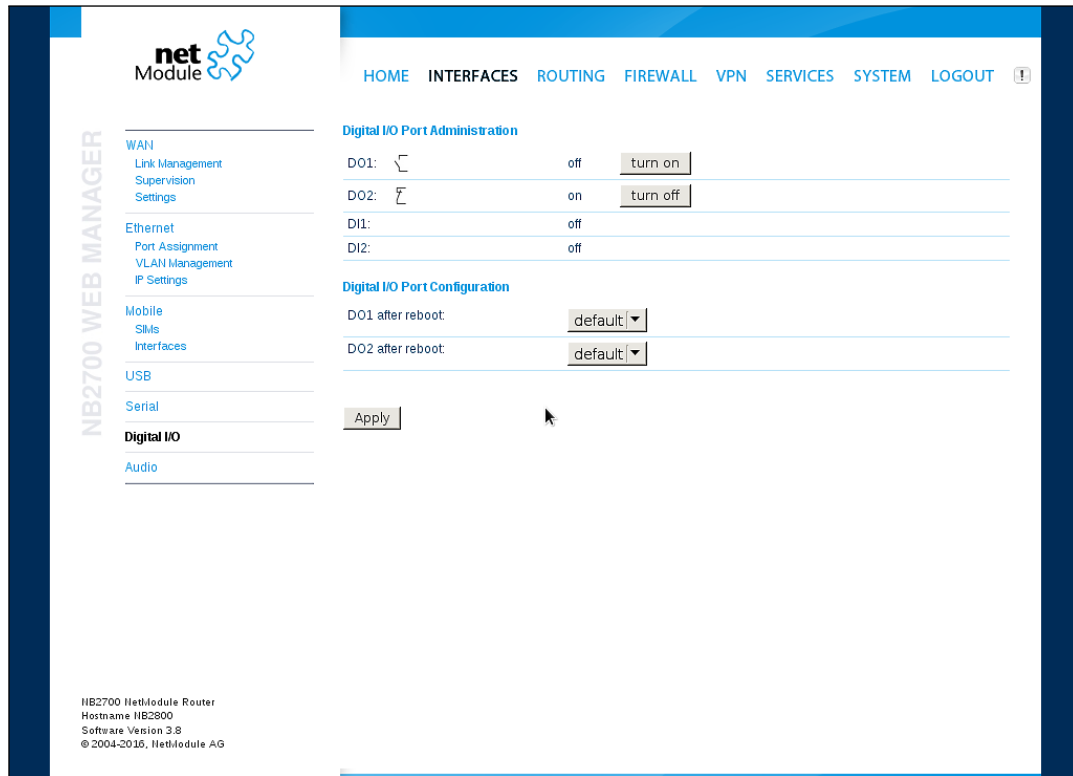 net
Module
HOME INTERFACES ROUTING FIREWALL VPN SERVICES SYSTEM LOGOUT !
NB2700 WEB MANAGER
WAN
Link Management
Supervision
Settings
Ethernet
Port Assignment
VLAN Management
IP Settings
Mobile
SIMs
Interfaces
USB
Serial
Digital I/O
Audio
Digital I/O Port Administration
DO1: off turn on
DO2: on turn off
DI1: off
DI2: off
Digital I/O Port Configuration
DO1 after reboot: default
DO2 after reboot: default
Apply
NB2700 NetModule Router
Hostname NB2800
Software Version 3.8
© 2004-2016, NetModule AG